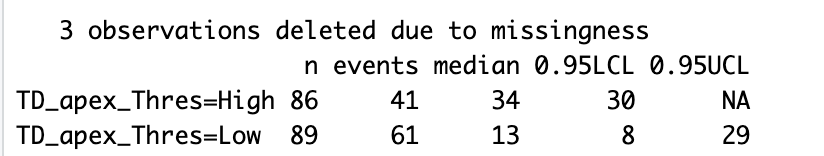 3 observations deleted due to missingness
n events median 0.95LCL 0.95UCL
TD_apex_Thres=High 86 41 34 30 NA
TD_apex_Thres=Low 89 61 13 8 29